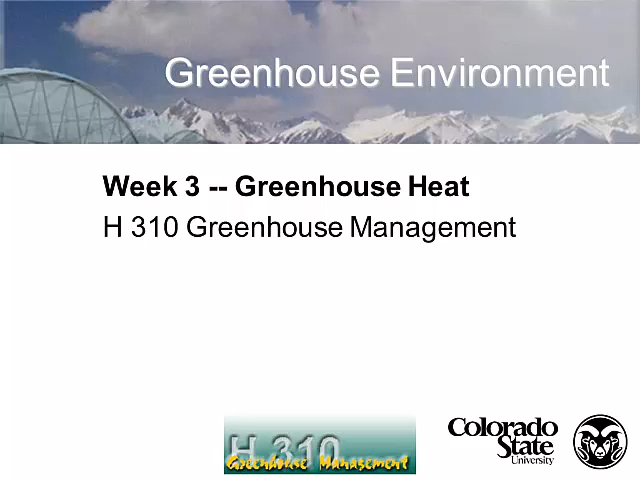 Greenhouse Environment
Week 3 -- Greenhouse Heat
H 310 Greenhouse Management
H 310
Greenhouse Management
Colorado
State
University